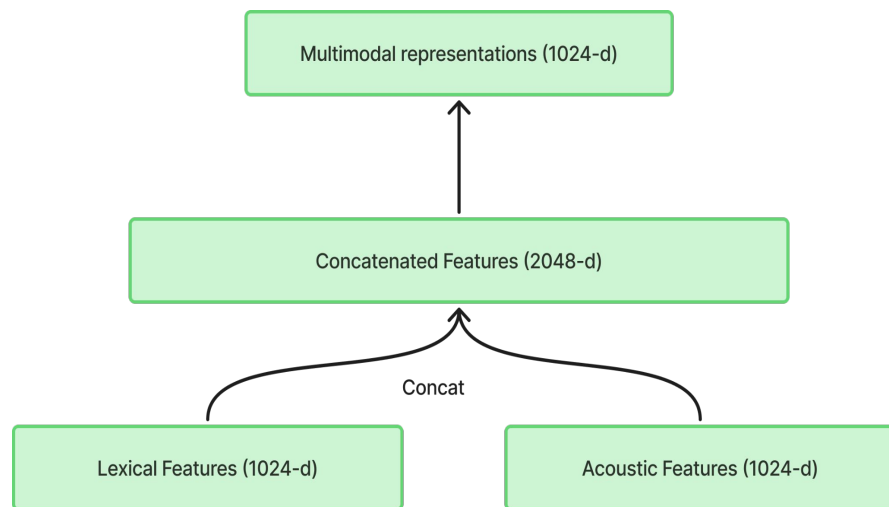 Multimodal representations (1024-d)
Concatenated Features (2048-d)
Concat
Lexical Features (1024-d)
Acoustic Features (1024-d)